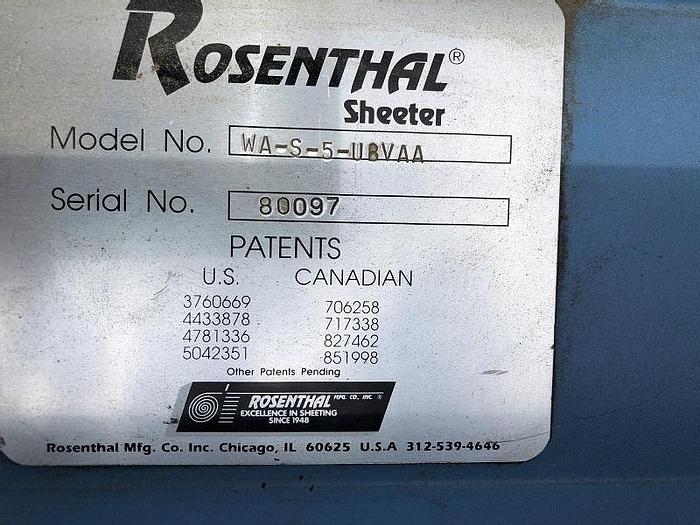 ROSENTHAL®
Sheeter
Model No. WA-S-5-UBVAA
Serial No. 80097
PATENTS
U.S. CANADIAN
3760669 706258
4433878 717338
4781336 827462
5042351 851998
Other Patents Pending
ROSENTHAL MFG. CO., INC. ®
EXCELLENCE IN SHEETING
SINCE 1948
Rosenthal Mfg. Co. Inc. Chicago, IL 60625 U.S.A 312-539-4646